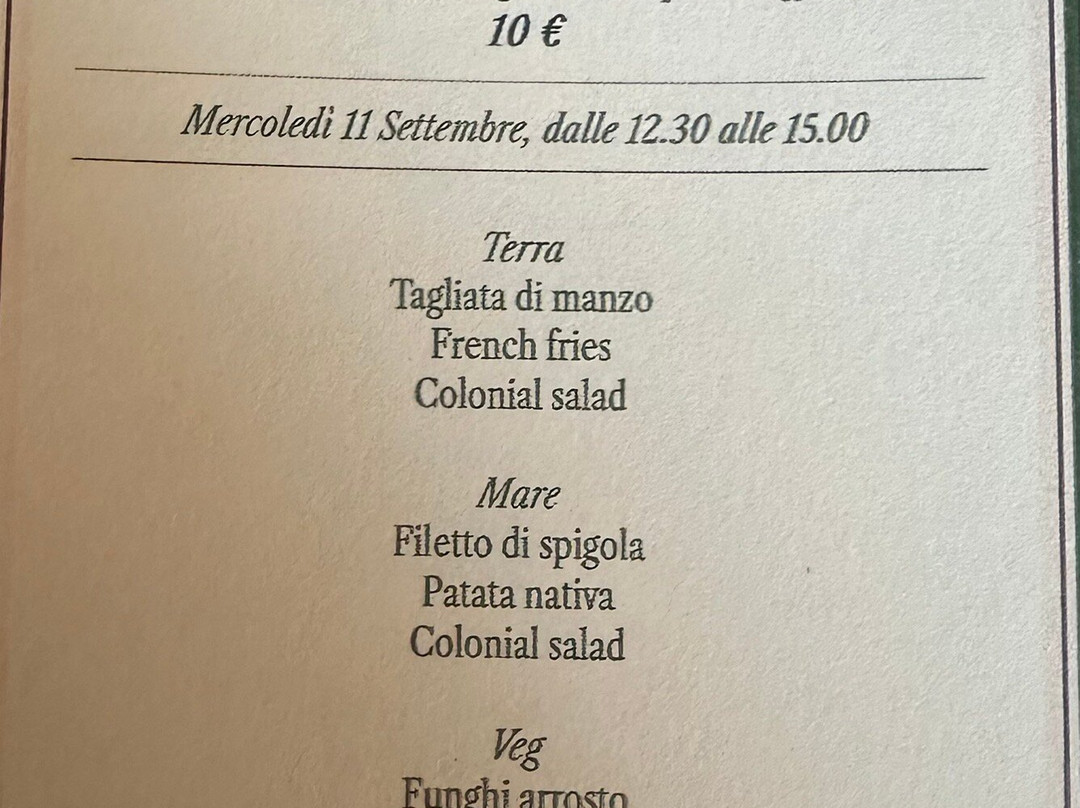 10 €
Mercoledì 11 Settembre, dalle 12.30 alle 15.00
Terra
Tagliata di manzo
French fries
Colonial salad
Mare
Filetto di spigola
Patata nativa
Colonial salad
Veg
Funghi arrosto